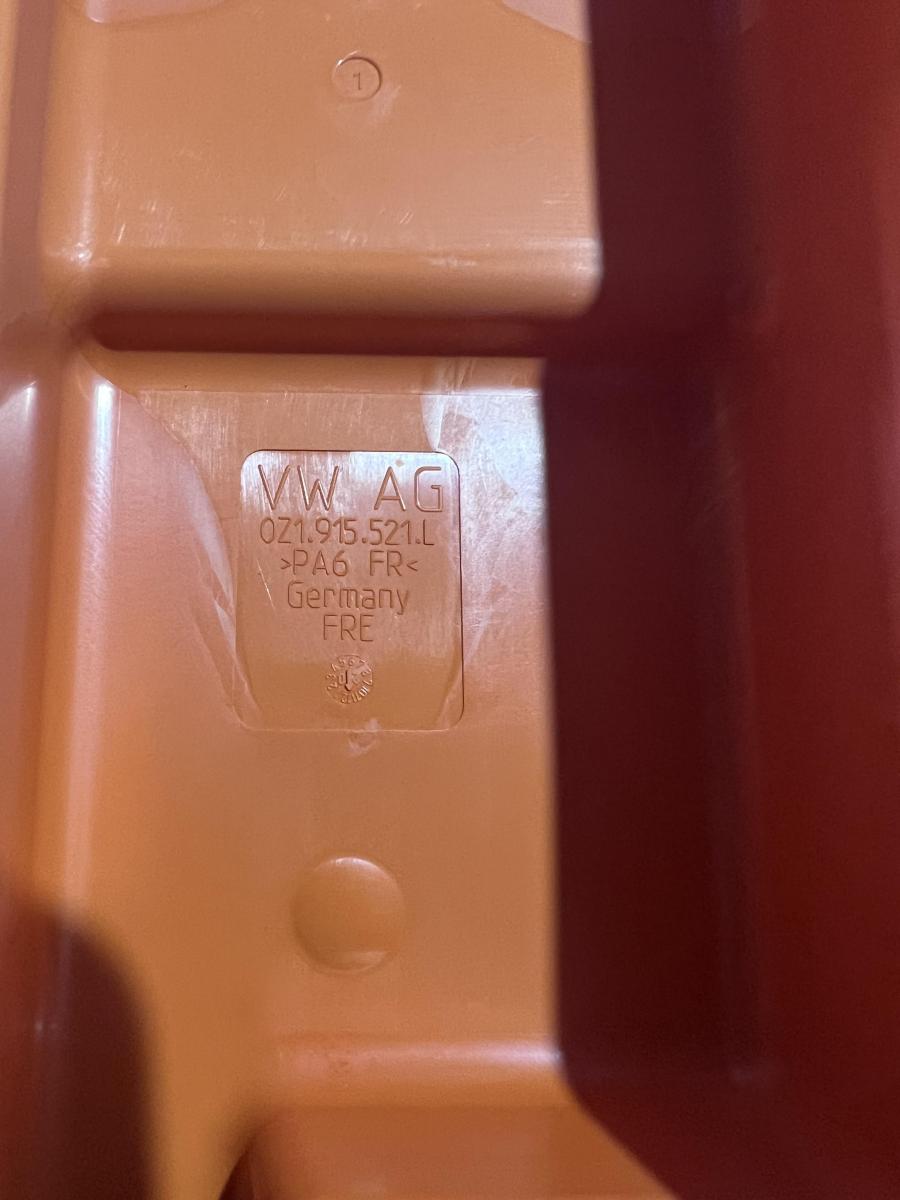 1
VW AG
0Z1.915.521.L
>PA6 FR<
Germany
FRE